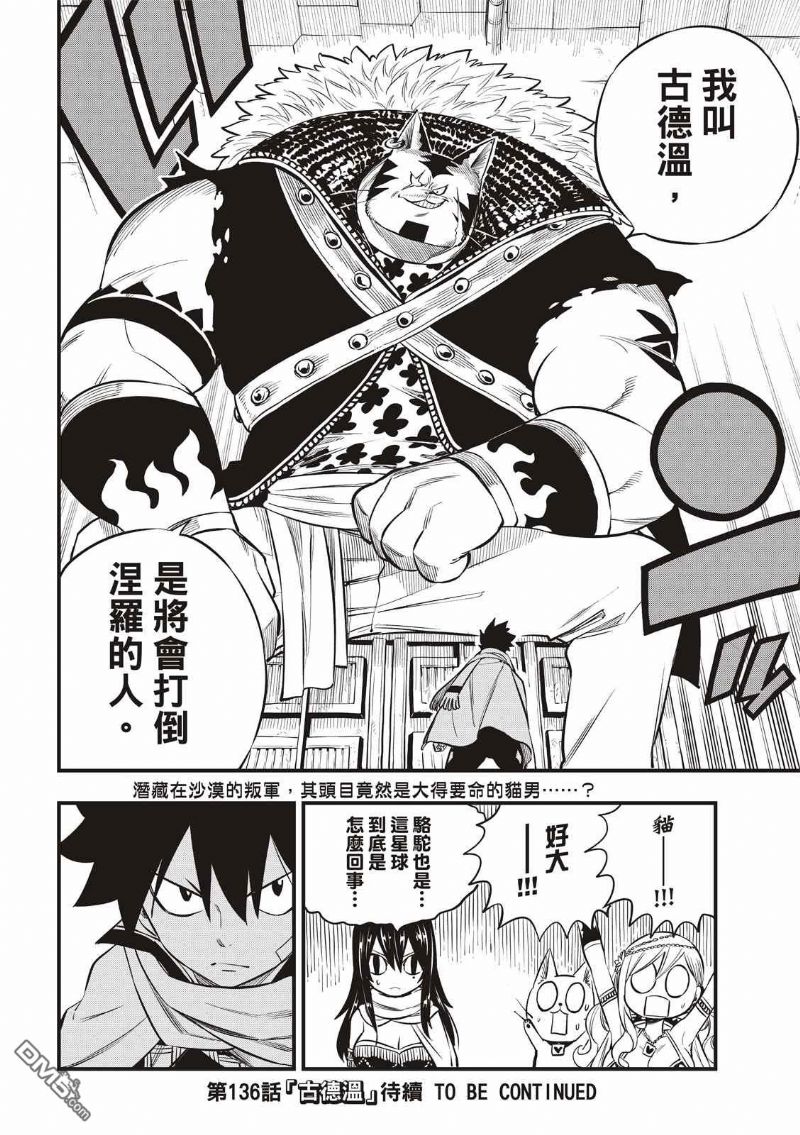 我叫
古德溫，
是將會打倒
涅羅的人。
潛藏在沙漠的叛軍，其頭目竟然是大得要命的貓男……？
貓——!!!
好大
——!!!
駱駝也是…
這星球
到底是
怎麼回事…
第136話『古德溫』待續 TO BE CONTINUED
DM5.com